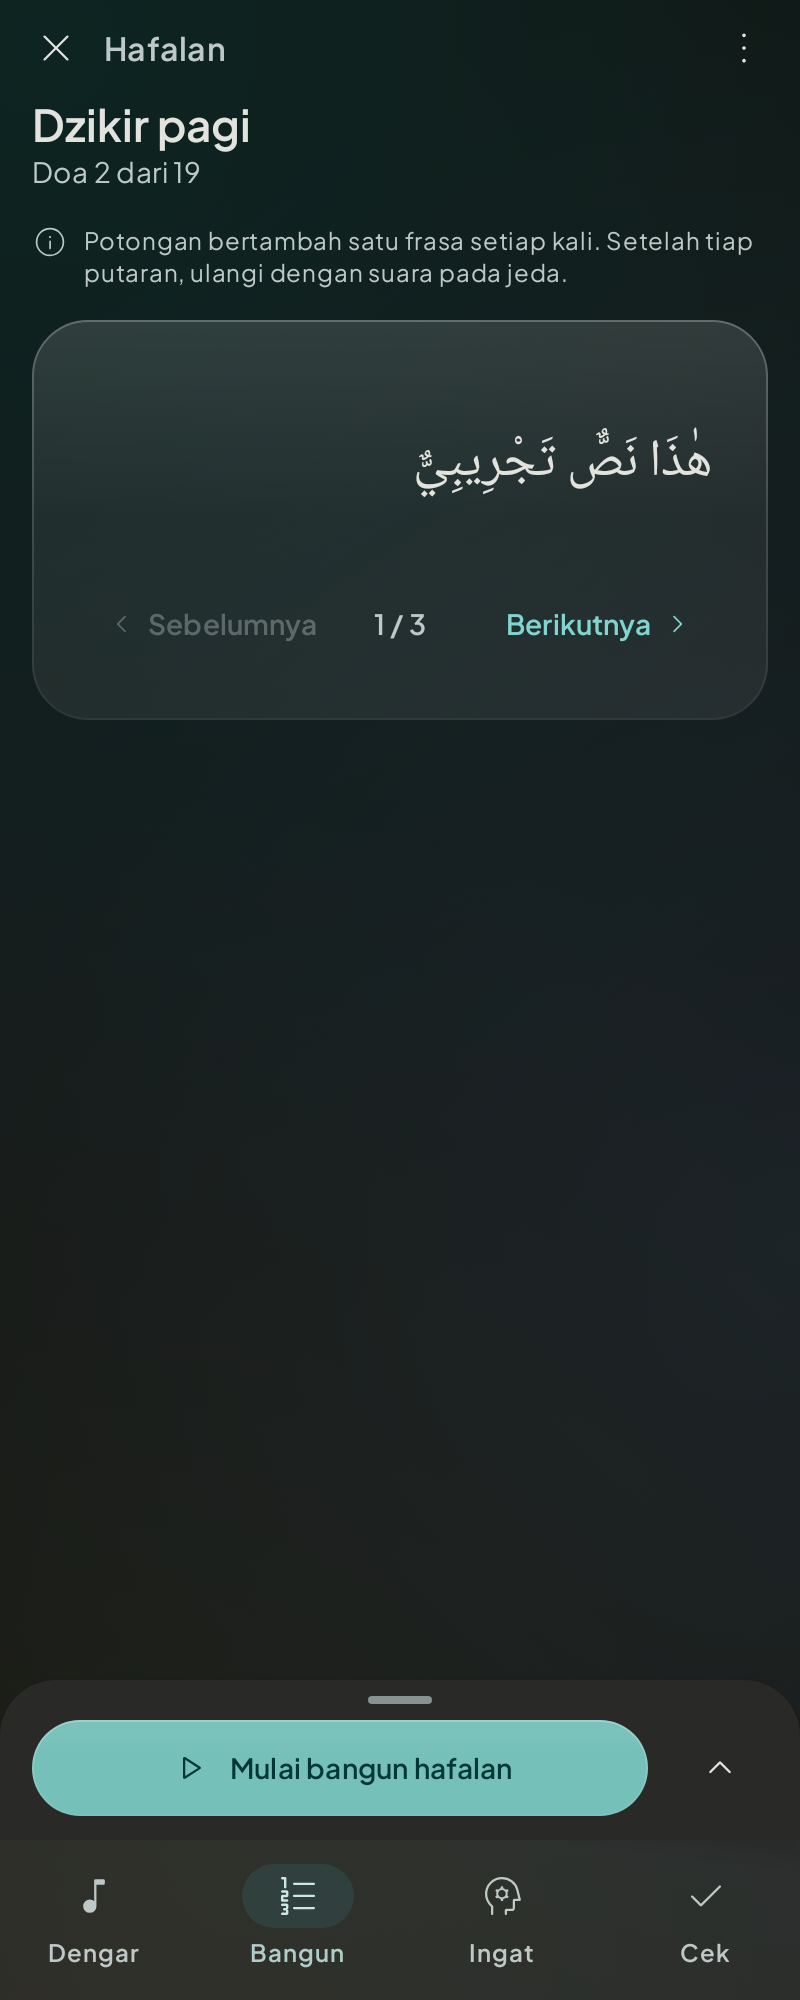 Hafalan
Dzikir pagi
Doa 2 dari 19
Potongan bertambah satu frasa setiap kali. Setelah tiap
putaran, ulangi dengan suara pada jeda.
هٰذَا نَصٌّ تَجْرِيبِيٌّ
Sebelumnya 1 / 3 Berikutnya
Mulai bangun hafalan
Dengar Bangun Ingat Cek